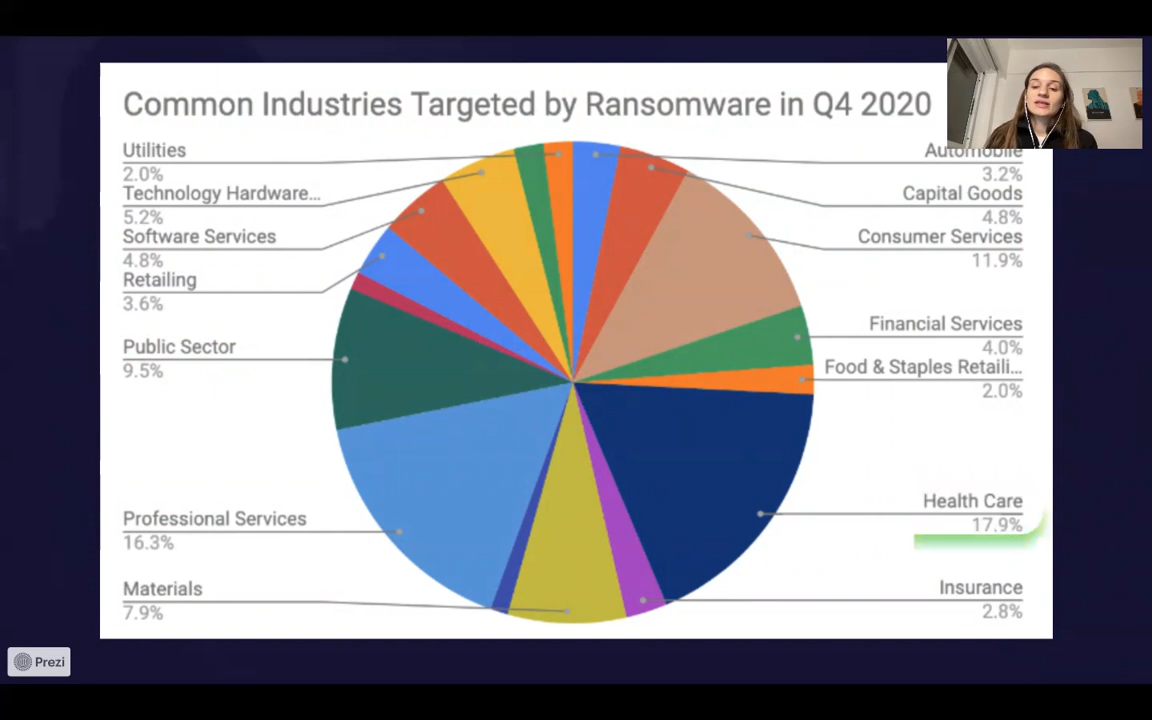 Common Industries Targeted by Ransomware in Q4 2020
Utilities
2.0%
Technology Hardware...
5.2%
Software Services
4.8%
Retailing
3.6%
Public Sector
9.5%
Professional Services
16.3%
Materials
7.9%
Automobile
3.2%
Capital Goods
4.8%
Consumer Services
11.9%
Financial Services
4.0%
Food & Staples Retaili...
2.0%
Health Care
17.9%
Insurance
2.8%
Prezi